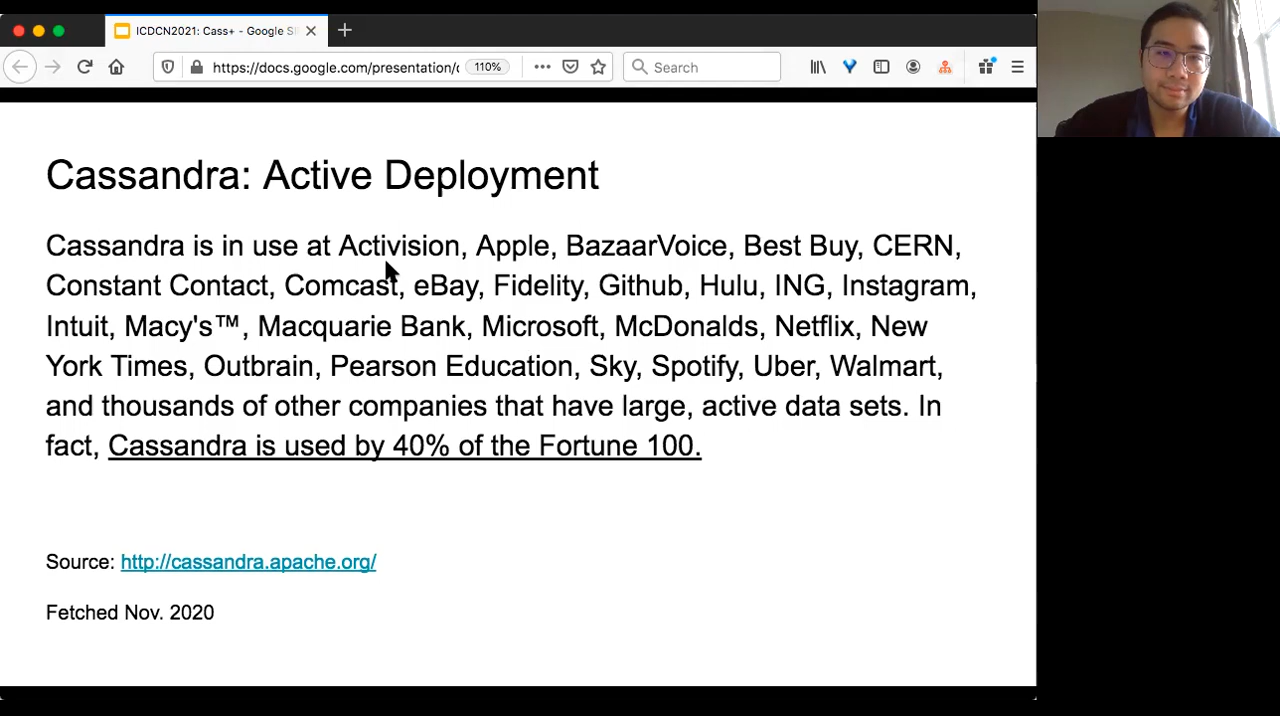 ICDCN2021: Cass+ - Google Sl
https://docs.google.com/presentation/d
110%
Search
Cassandra: Active Deployment
Cassandra is in use at Activision, Apple, BazaarVoice, Best Buy, CERN,
Constant Contact, Comcast, eBay, Fidelity, Github, Hulu, ING, Instagram,
Intuit, Macy's™, Macquarie Bank, Microsoft, McDonalds, Netflix, New
York Times, Outbrain, Pearson Education, Sky, Spotify, Uber, Walmart,
and thousands of other companies that have large, active data sets. In
fact, Cassandra is used by 40% of the Fortune 100.
Source: http://cassandra.apache.org/
Fetched Nov. 2020